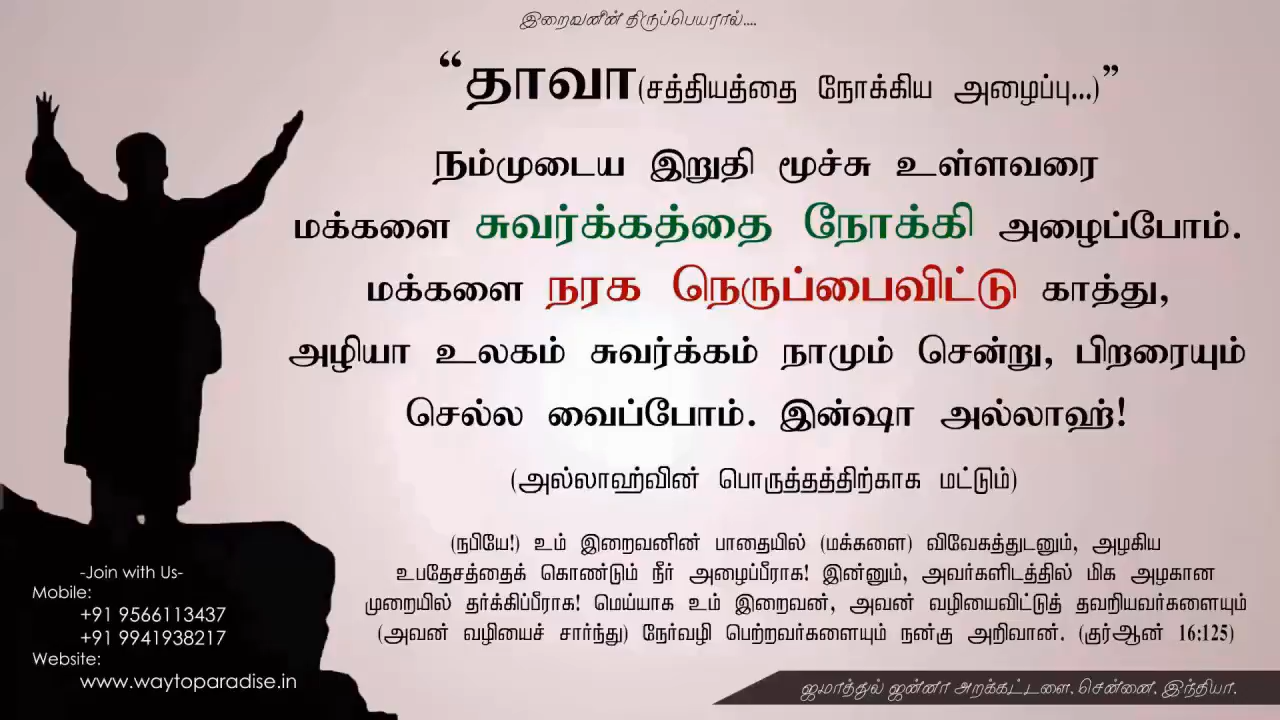 இறைவனின் திருப்பெயரால்....
“தாவா(சத்தியத்தை நோக்கிய அழைப்பு...)”
நம்முடைய இறுதி மூச்சு உள்ளவரை
மக்களை சுவர்க்கத்தை நோக்கி அழைப்போம்.
மக்களை நரக நெருப்பைவிட்டு காத்து,
அழியா உலகம் சுவர்க்கம் நாமும் சென்று, பிறரையும்
செல்ல வைப்போம். இன்ஷா அல்லாஹ்!
(அல்லாஹ்வின் பொருத்தத்திற்காக மட்டும்)
(நபியே!) உம் இறைவனின் பாதையில் (மக்களை) விவேகத்துடனும், அழகிய
உபதேசத்தைக் கொண்டும் நீர் அழைப்பீராக! இன்னும், அவர்களிடத்தில் மிக அழகான
முறையில் தர்க்கிப்பீராக! மெய்யாக உம் இறைவன், அவன் வழியைவிட்டுத் தவறியவர்களையும்
(அவன் வழியைச் சார்ந்து) நேர்வழி பெற்றவர்களையும் நன்கு அறிவான். (குர்ஆன் 16:125)
-Join with Us-
Mobile:
+91 9566113437
+91 9941938217
Website:
www.waytoparadise.in
ஜமாத்துல் ஜன்னா அறக்கட்டளை, சென்னை, இந்தியா.